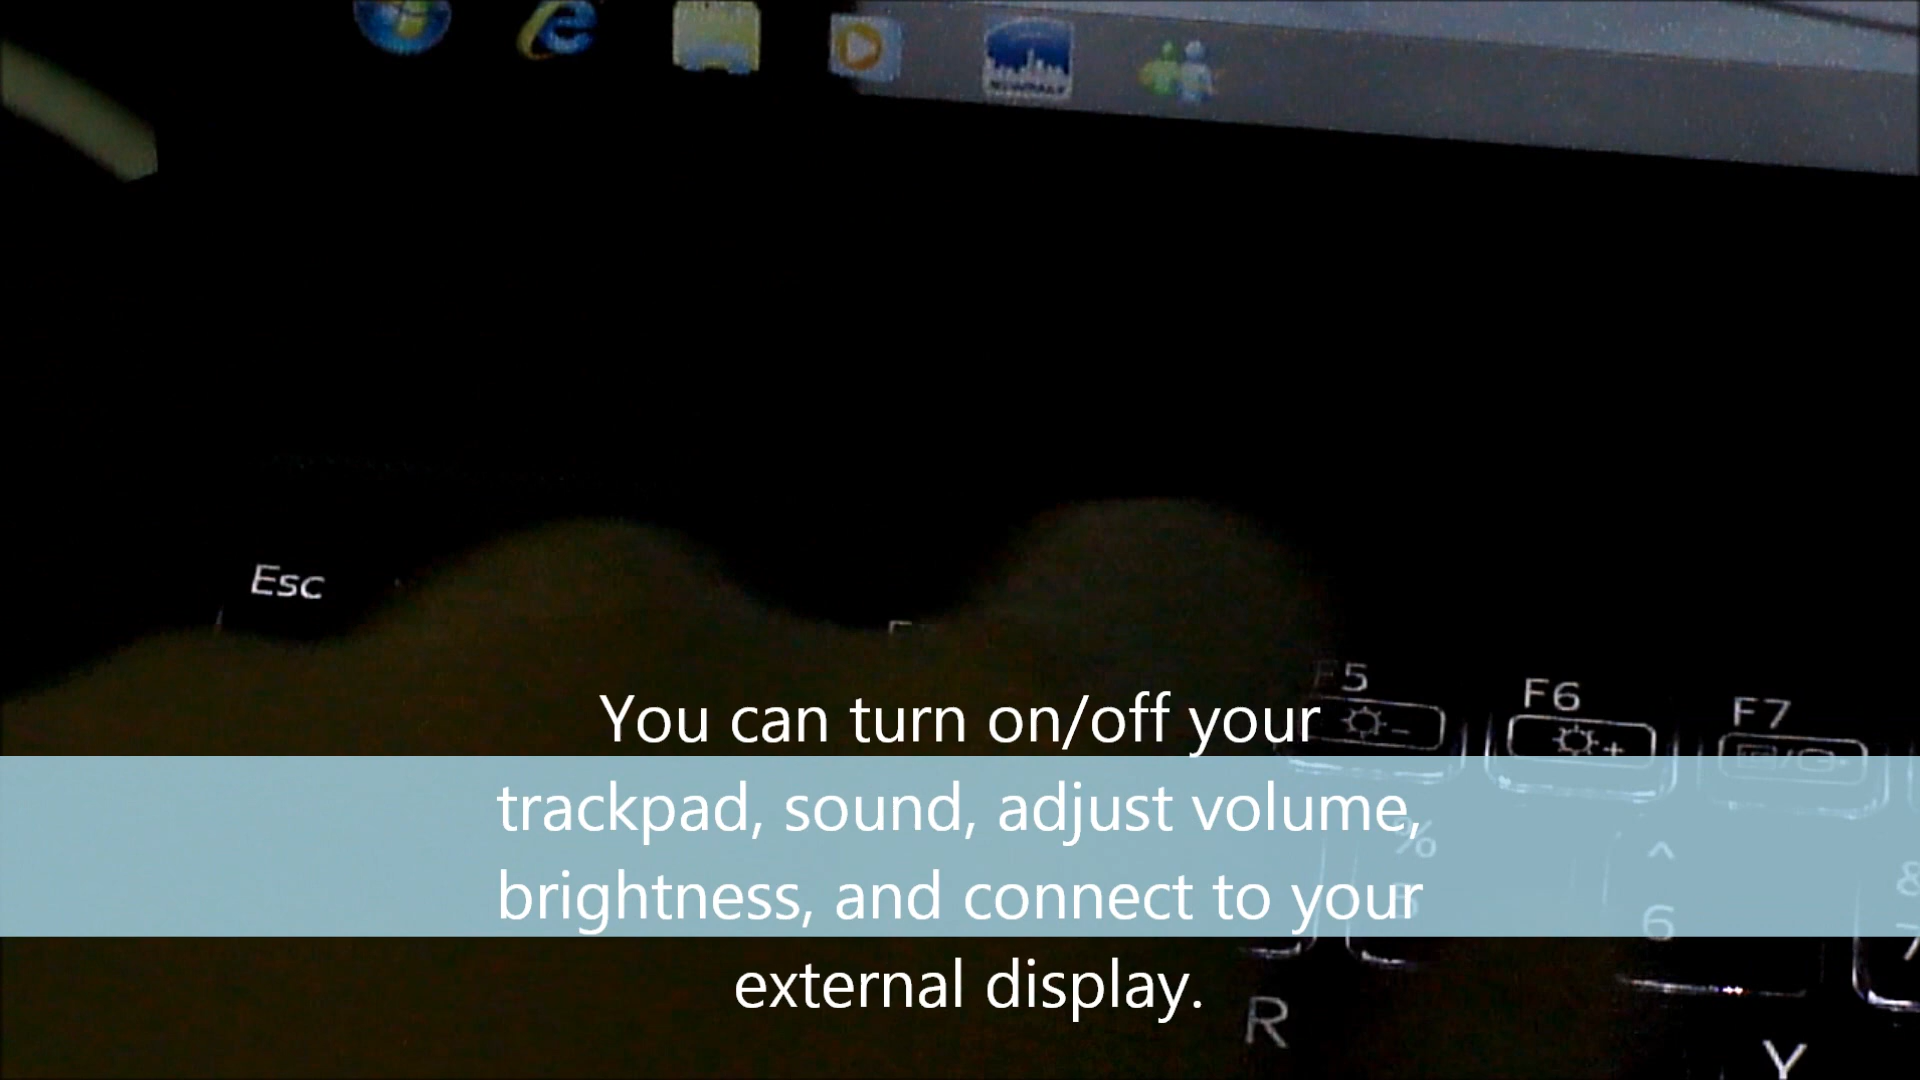 Esc
F5
F6
F7
You can turn on/off your
trackpad, sound, adjust volume,
brightness, and connect to your
external display.
%
^
6
R
Y